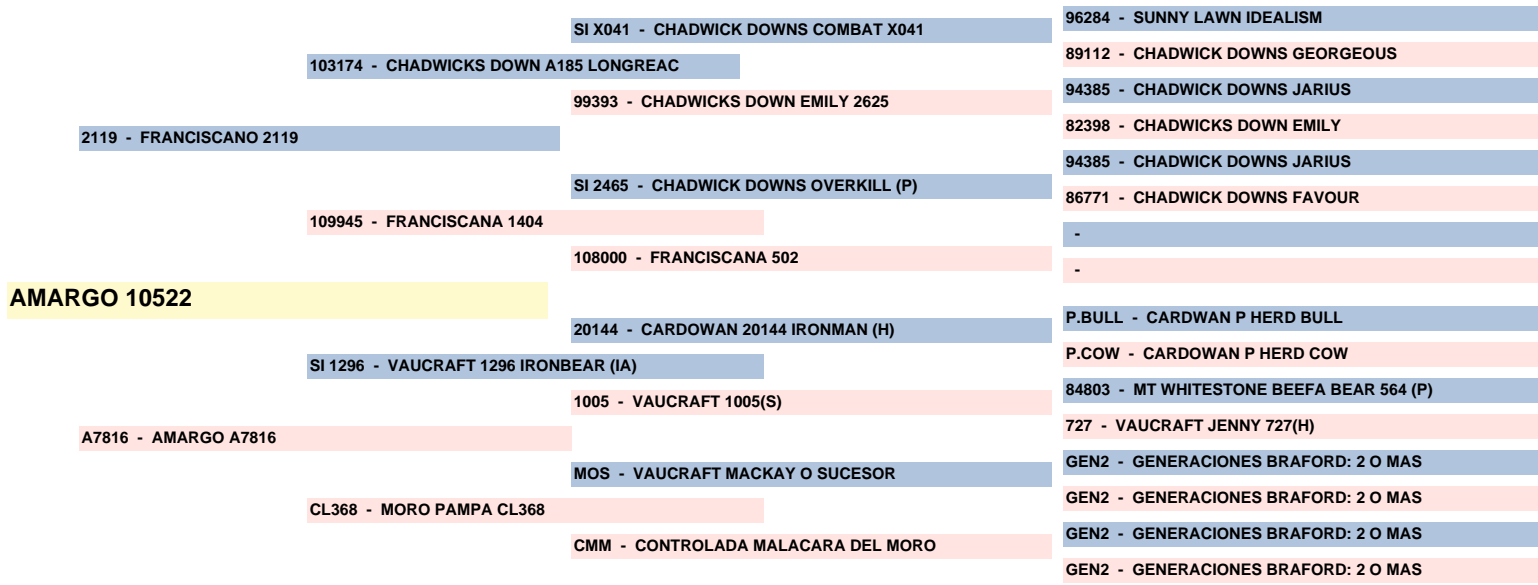 SI X041 - CHADWICK DOWNS COMBAT X041
96284 - SUNNY LAWN IDEALISM
89112 - CHADWICK DOWNS GEORGEOUS
103174 - CHADWICKS DOWN A185 LONGREAC
99393 - CHADWICKS DOWN EMILY 2625
94385 - CHADWICK DOWNS JARIUS
82398 - CHADWICKS DOWN EMILY
2119 - FRANCISCANO 2119
SI 2465 - CHADWICK DOWNS OVERKILL (P)
94385 - CHADWICK DOWNS JARIUS
86771 - CHADWICK DOWNS FAVOUR
109945 - FRANCISCANA 1404
108000 - FRANCISCANA 502
-
-
AMARGO 10522
20144 - CARDOWAN 20144 IRONMAN (H)
P.BULL - CARDWAN P HERD BULL
P.COW - CARDOWAN P HERD COW
SI 1296 - VAUCRAFT 1296 IRONBEAR (IA)
1005 - VAUCRAFT 1005(S)
84803 - MT WHITESTONE BEEFA BEAR 564 (P)
727 - VAUCRAFT JENNY 727(H)
A7816 - AMARGO A7816
MOS - VAUCRAFT MACKAY O SUCESOR
GEN2 - GENERACIONES BRAFORD: 2 O MAS
GEN2 - GENERACIONES BRAFORD: 2 O MAS
CL368 - MORO PAMPA CL368
CMM - CONTROLADA MALACARA DEL MORO
GEN2 - GENERACIONES BRAFORD: 2 O MAS
GEN2 - GENERACIONES BRAFORD: 2 O MAS